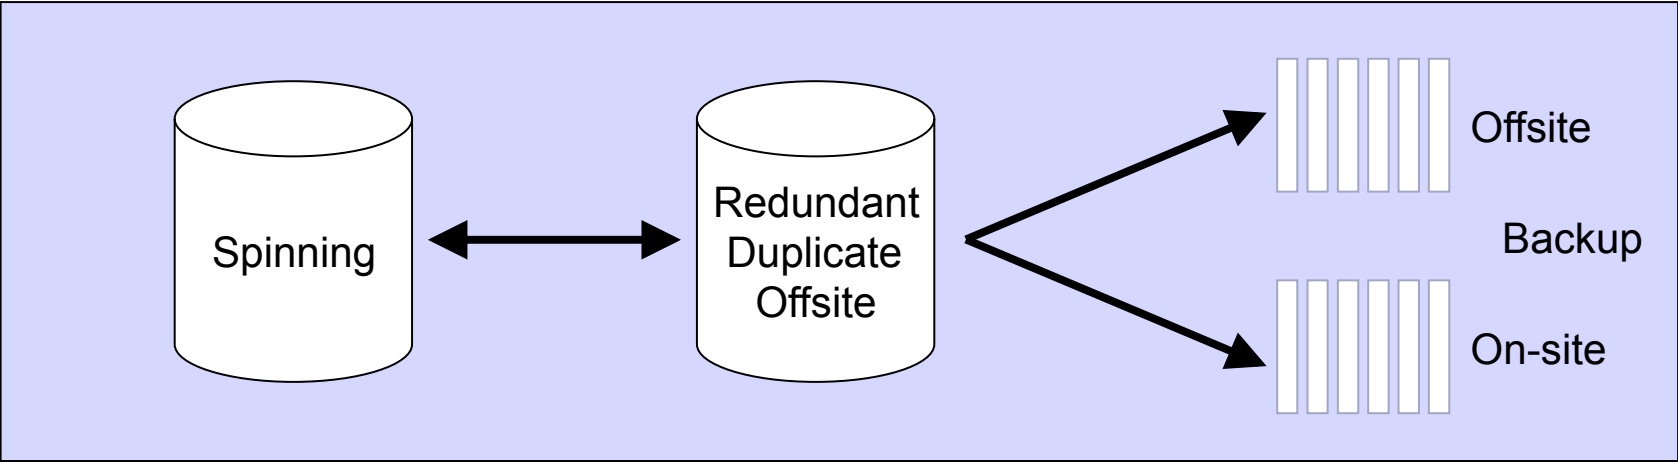 Spinning
Redundant
Duplicate
Offsite
Offsite
Backup
On-site